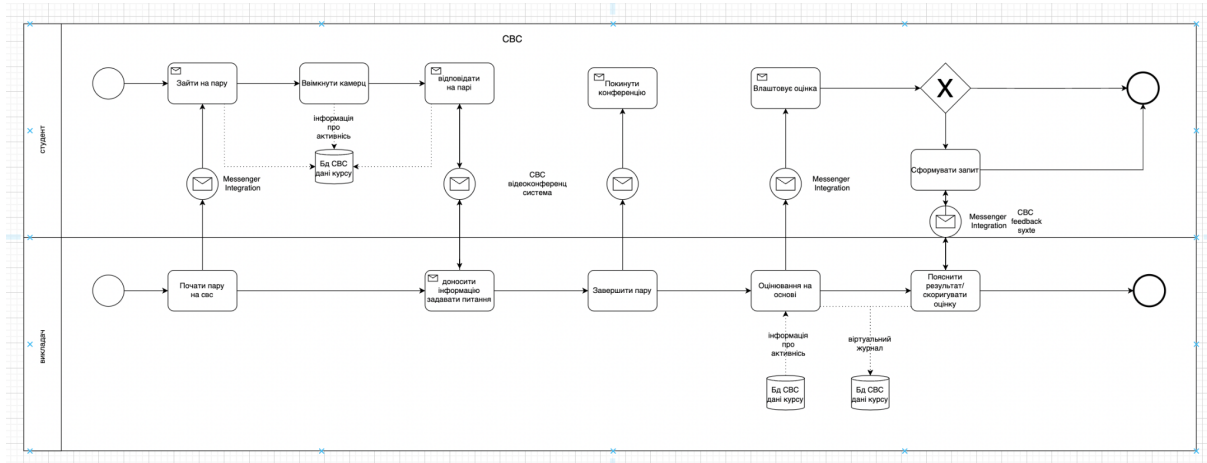 СВС
студент
Зайти на пару
Ввімкнути камерц
відповідати
на парі
Покинути
конференцію
Влаштовує оцінка
X
інформація
про
активнісь
Бд СВС
дані курсу
Messenger
Integration
СВС
відеоконференц
система
Messenger
Integration
Сформувати запит
Messenger
Integration
СВС
feedback
syxte
викладач
Почати пару
на свс
доносити
інформацію
задавати питання
Завершити пару
Оцінювання на
основі
Пояснити
результат/
скоригувати
оцінку
інформація
про
активнісь
віртуальний
журнал
Бд СВС
дані курсу
Бд СВС
дані курсу